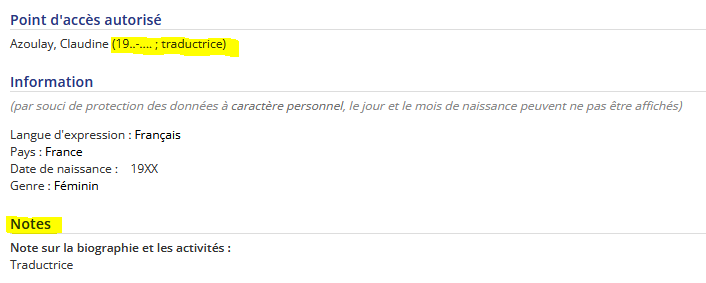 Point d'accès autorisé
Azoulay, Claudine (19..-.... ; traductrice)
Information
(par souci de protection des données à caractère personnel, le jour et le mois de naissance peuvent ne pas être affichés)
Langue d'expression : Français
Pays : France
Date de naissance : 19XX
Genre : Féminin
Notes
Note sur la biographie et les activités :
Traductrice